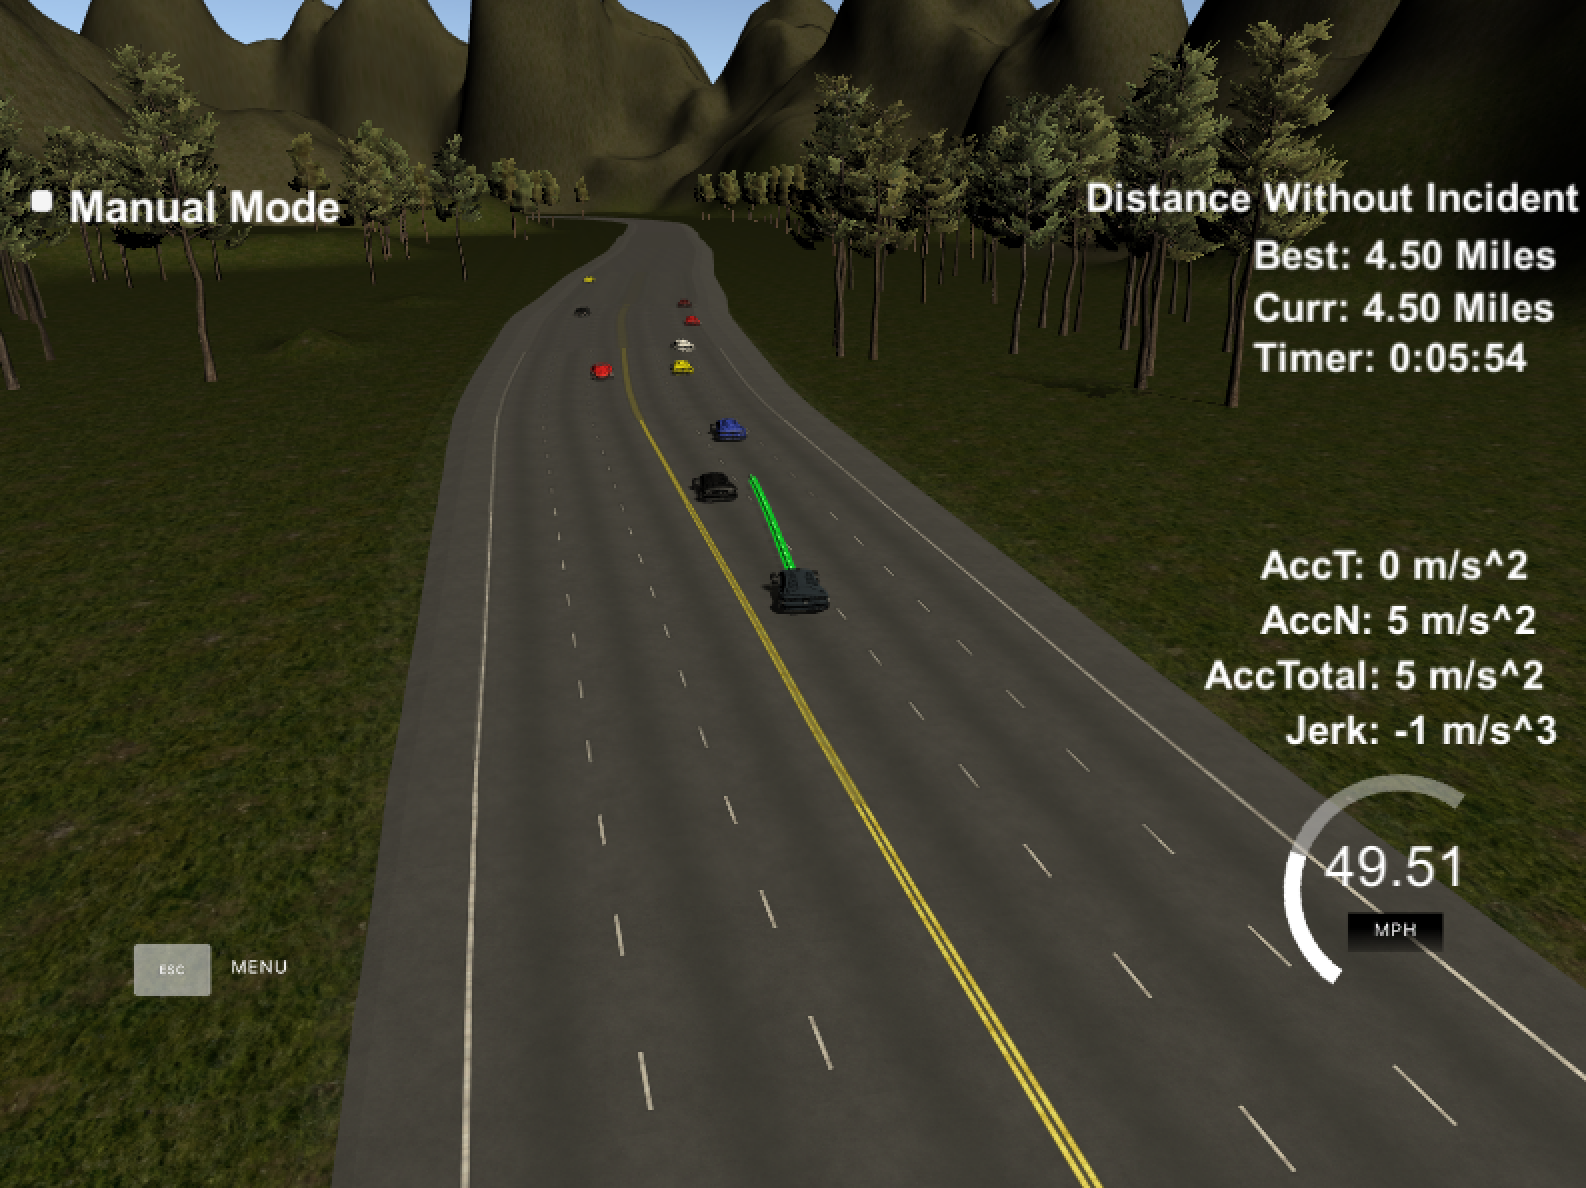 Manual Mode
Distance Without Incident
Best: 4.50 Miles
Curr: 4.50 Miles
Timer: 0:05:54
AccT: 0 m/s^2
AccN: 5 m/s^2
AccTotal: 5 m/s^2
Jerk: -1 m/s^3
49.51
MPH
ESC MENU